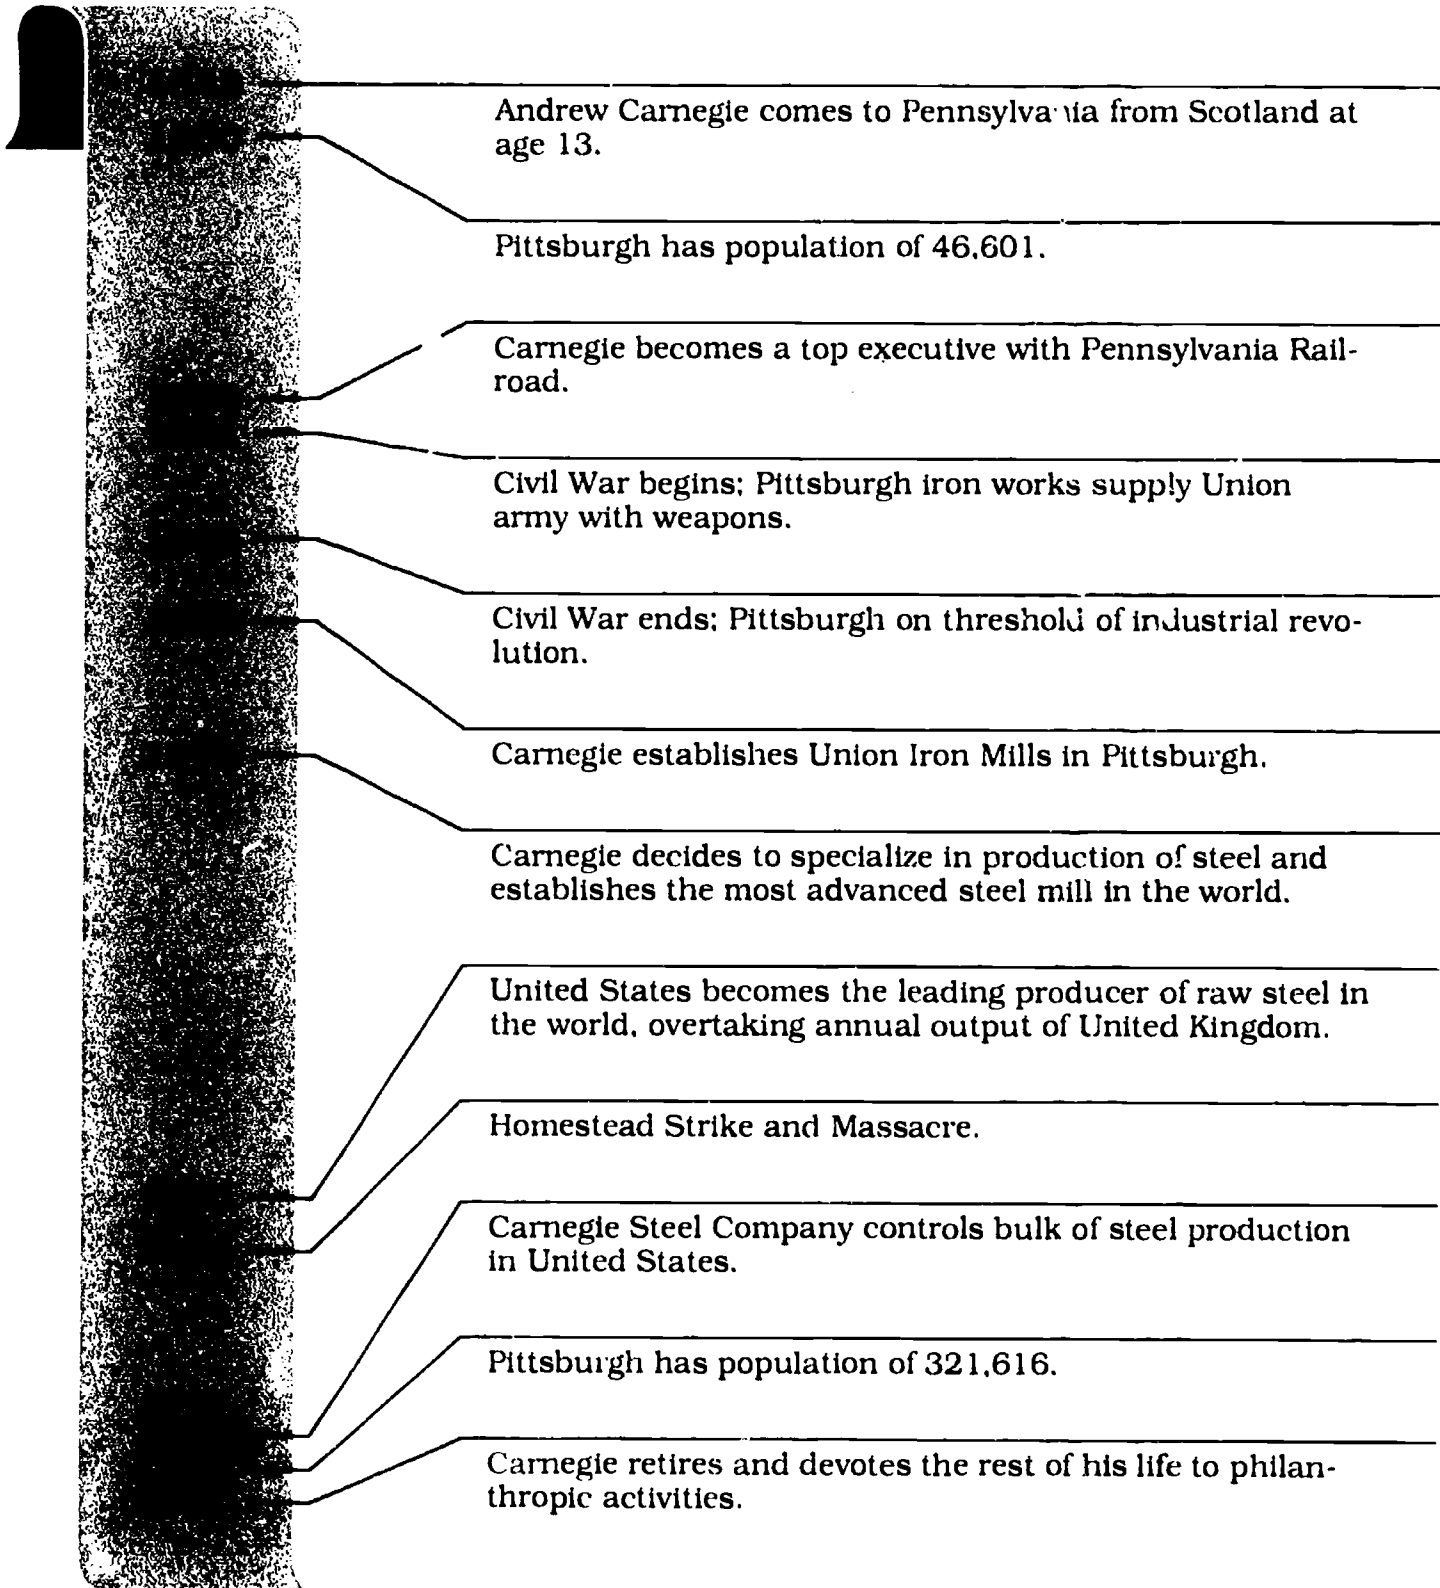 Andrew Carnegie comes to Pennsylvania from Scotland at
age 13.
Pittsburgh has population of 46,601.
Carnegie becomes a top executive with Pennsylvania Rail-
road.
Civil War begins; Pittsburgh iron works supply Union
army with weapons.
Civil War ends; Pittsburgh on threshold of industrial revo-
lution.
Carnegie establishes Union Iron Mills in Pittsburgh.
Carnegie decides to specialize in production of steel and
establishes the most advanced steel mill in the world.
United States becomes the leading producer of raw steel in
the world, overtaking annual output of United Kingdom.
Homestead Strike and Massacre.
Carnegie Steel Company controls bulk of steel production
in United States.
Pittsburgh has population of 321,616.
Carnegie retires and devotes the rest of his life to philan-
thropic activities.